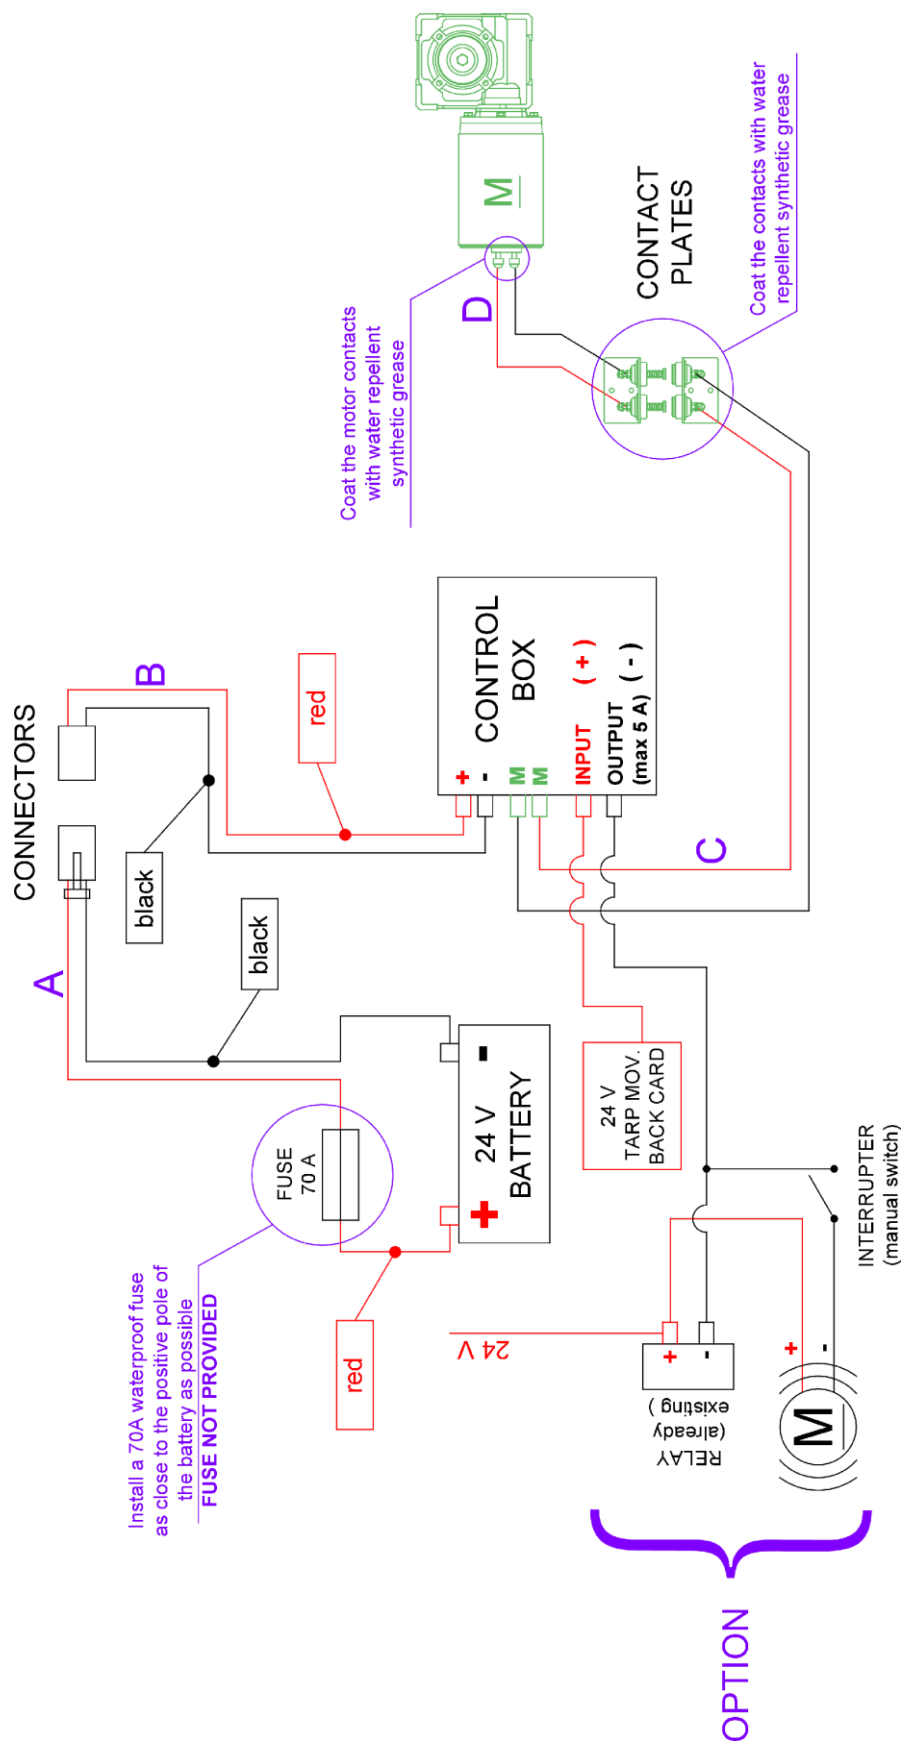 Install a 70A waterproof fuse
as close to the positive pole of
the battery as possible
FUSE NOT PROVIDED
red
FUSE
70 A
24 V
BATTERY
+
-
A
black
black
CONNECTORS
B
red
CONTROL
BOX
+
-
M
M
INPUT (+)
OUTPUT (-)
(max 5 A)
C
Coat the motor contacts
with water repellent
synthetic grease
D
M
CONTACT
PLATES
Coat the contacts with water
repellent synthetic grease
24 V
TARP MOV.
BACK CARD
24 V
RELAY
(already
existing)
+
-
INTERRUPTER
(manual switch)
+
-
M
OPTION